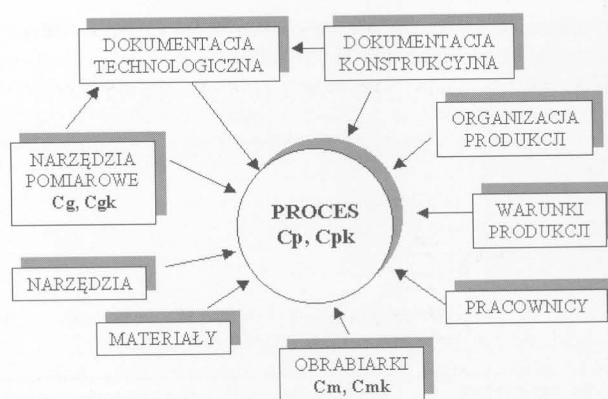 DOKUMENTACJA
TECHNOLOGICZNA
DOKUMENTACJA
KONSTRUKCYJNA
ORGANIZACJA
PRODUKCJI
NARZĘDZIA
POMIAROWE
Cg, Cgk
PROCES
Cp, Cpk
WARUNKI
PRODUKCJI
NARZĘDZIA
PRACOWNICY
MATERIAŁY
OBRABIARKI
Cm, Cmk